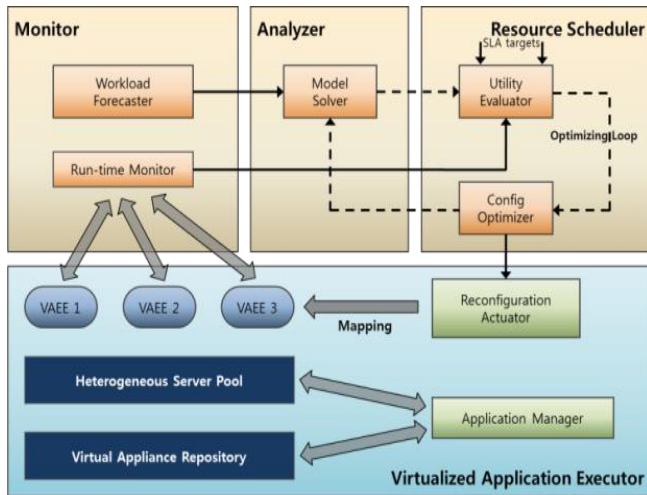 Monitor
Analyzer
Resource Scheduler
SLA targets
Workload
Forecaster
Model
Solver
Utility
Evaluator
Optimizing Loop
Run-time Monitor
Config
Optimizer
VAEE 1
VAEE 2
VAEE 3
Mapping
Reconfiguration
Actuator
Heterogeneous Server Pool
Application Manager
Virtual Appliance Repository
Virtualized Application Executor